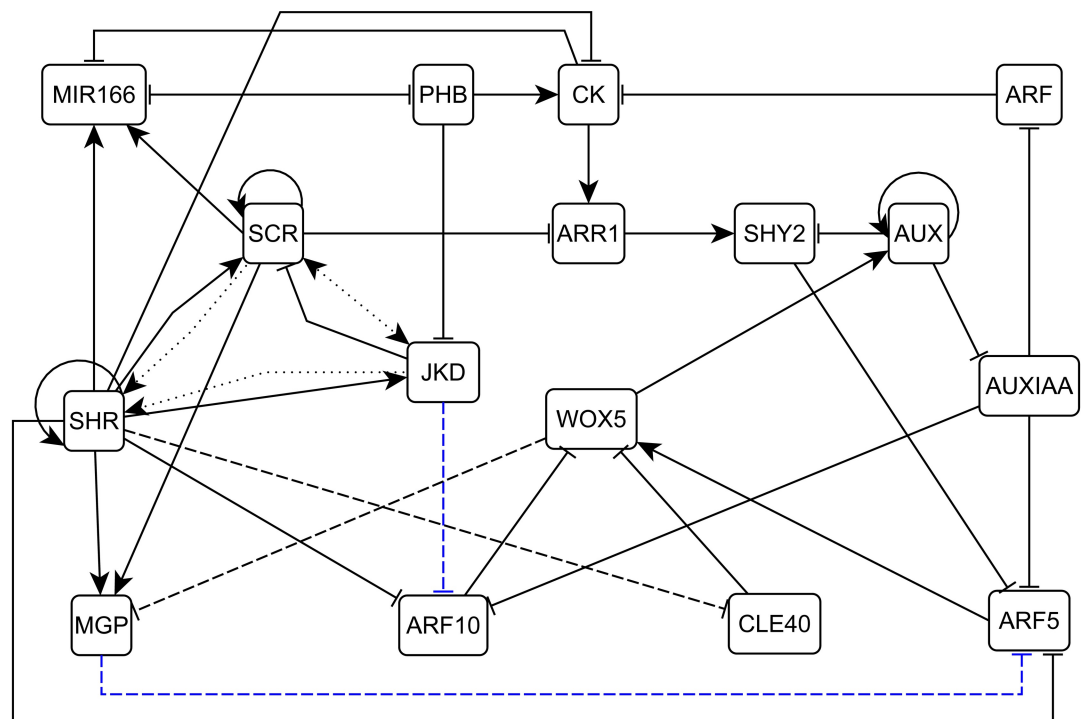 MIR166
PHB
CK
ARF
SCR
ARR1
SHY2
AUX
JKD
AUXIAA
SHR
WOX5
MGP
ARF10
CLE40
ARF5